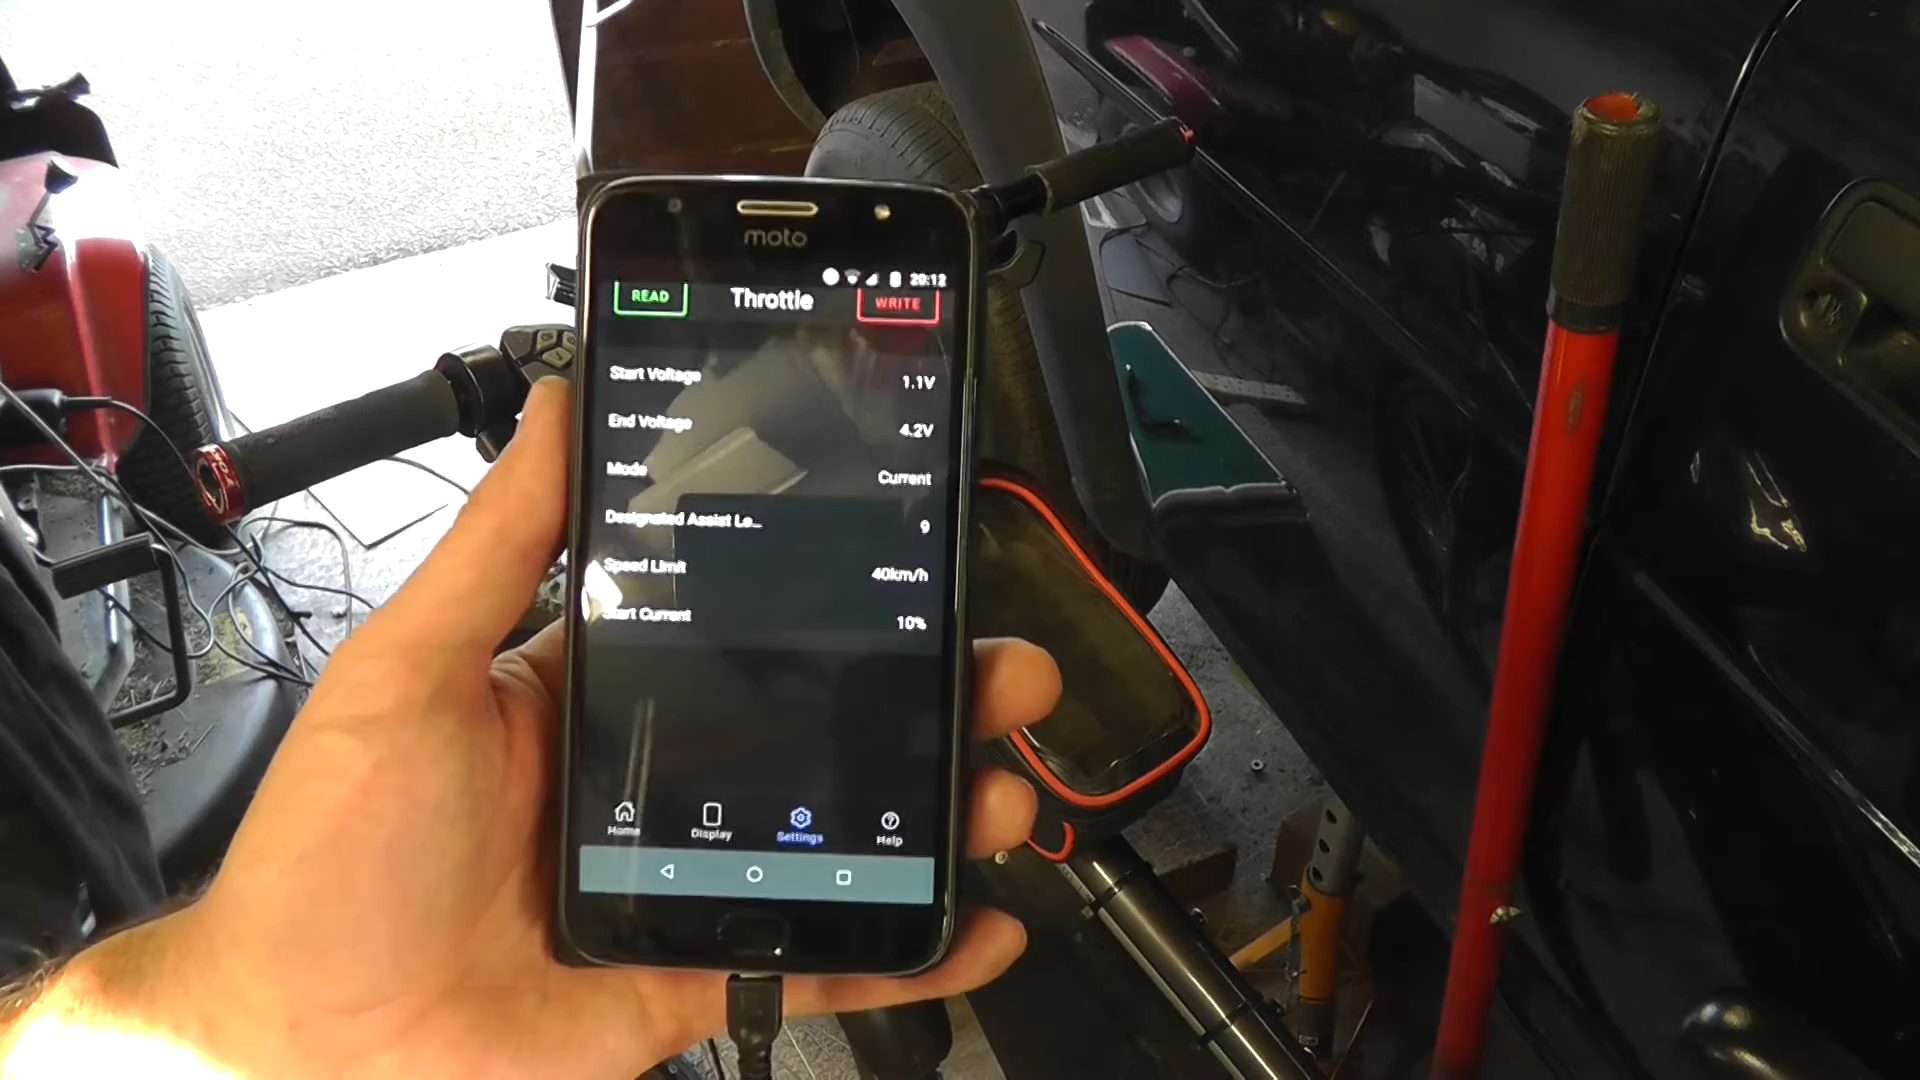 moto
20:12
READ Throttle WRITE
Start Voltage 1.1V
End Voltage 4.2V
Mode Current
Designated Assist Le... 9
Speed Limit 40km/h
Start Current 10%
Home Display Settings Help